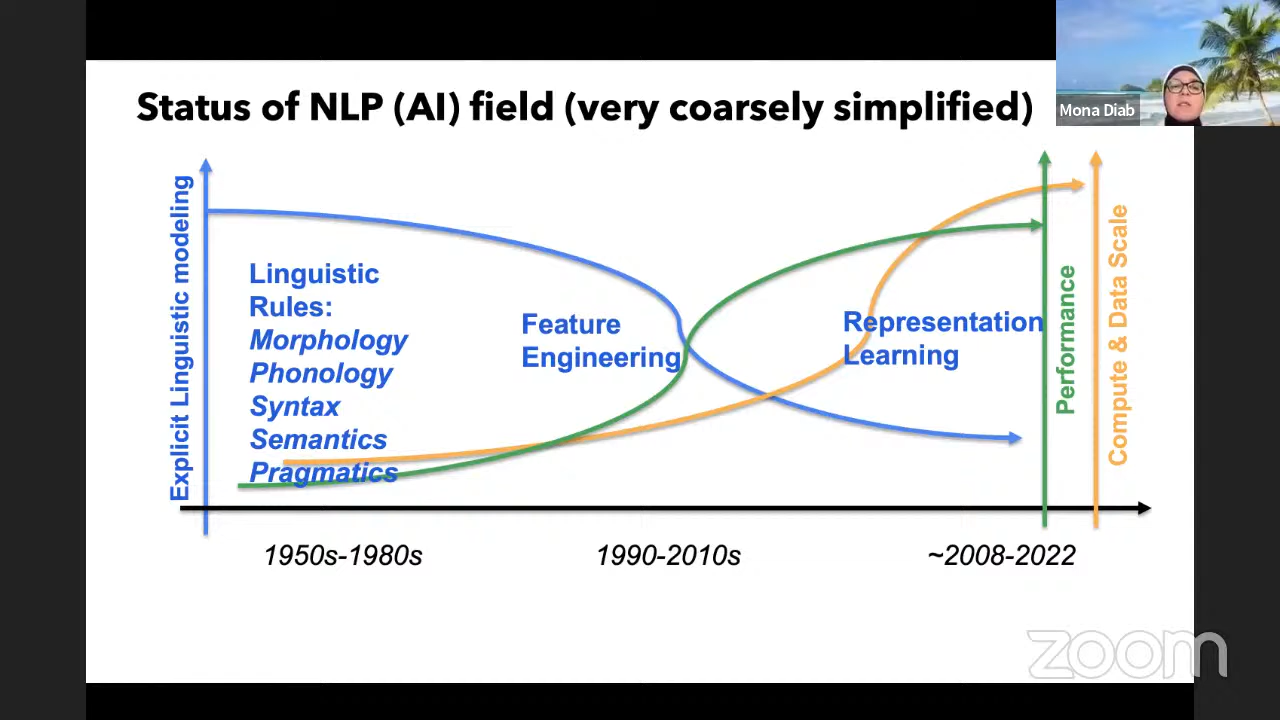 Status of NLP (AI) field (very coarsely simplified)
Mona Diab
Explicit Linguistic modeling
Linguistic
Rules:
Morphology
Phonology
Syntax
Semantics
Pragmatics
Feature
Engineering
Representation
Learning
Performance
Compute & Data Scale
1950s-1980s
1990-2010s
~2008-2022
zoom